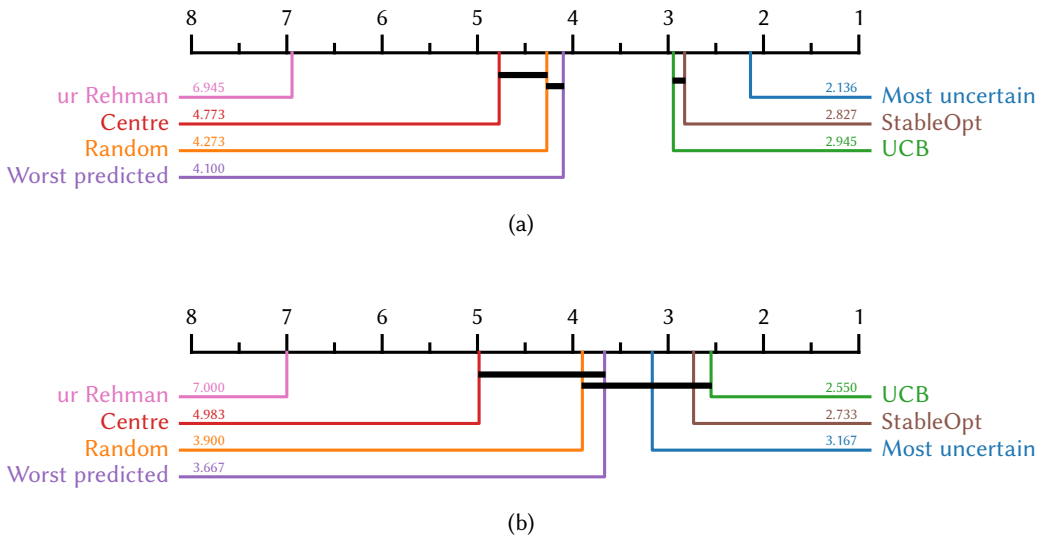 8 7 6 5 4 3 2 1
ur Rehman 6.945 2.136 Most uncertain
Centre 4.773 2.827 StableOpt
Random 4.273 2.945 UCB
Worst predicted 4.100
(a)
8 7 6 5 4 3 2 1
ur Rehman 7.000 2.550 UCB
Centre 4.983 2.733 StableOpt
Random 3.900 3.167 Most uncertain
Worst predicted 3.667
(b)